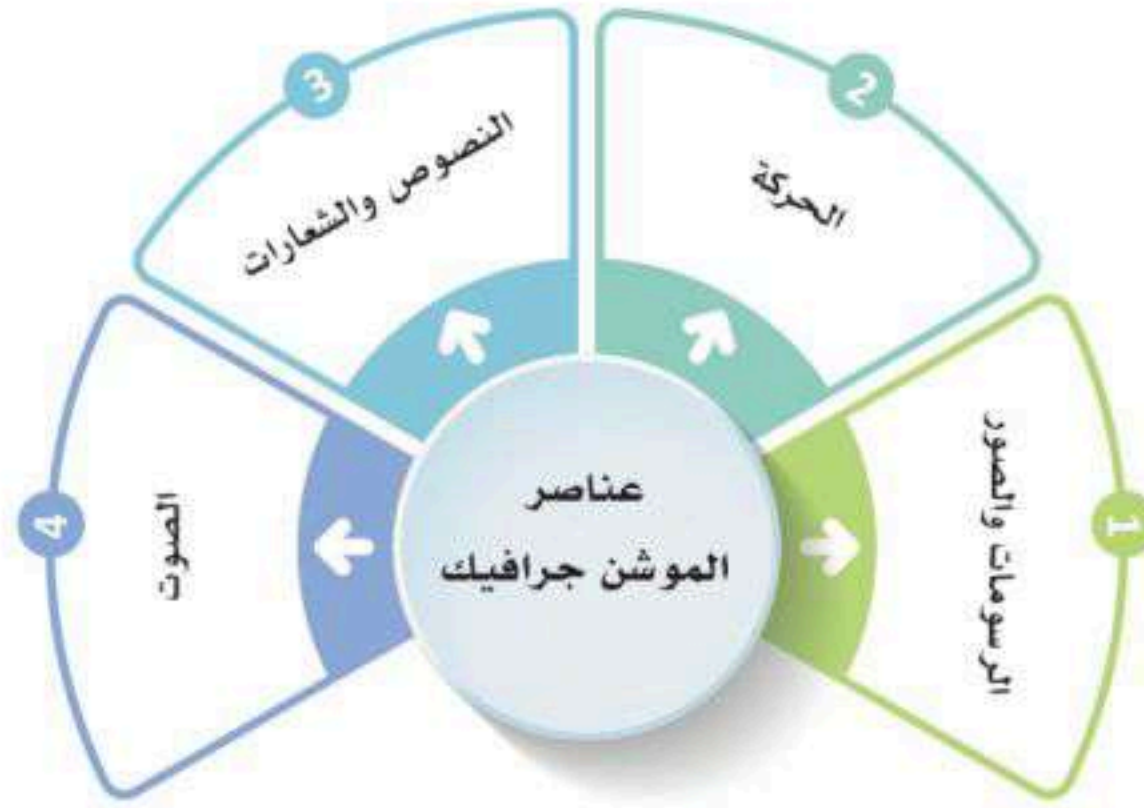 عناصر
الموشن جرافيك
1
الرسومات والصور
2
الحركة
3
النصوص والشعارات
4
الصوت